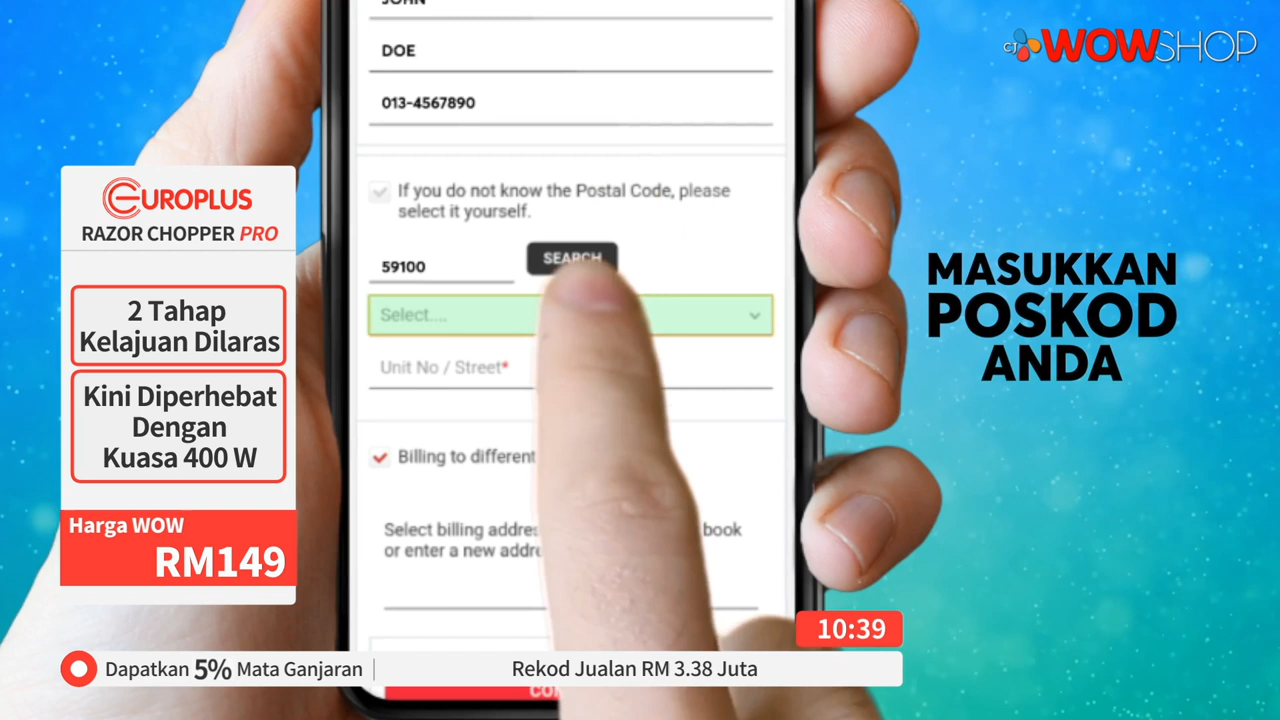 JOHN
DOE
013-4567890
CJ WOWSHOP
EUROPLUS
RAZOR CHOPPER PRO
2 Tahap
Kelajuan Dilaras
Kini Diperhebat
Dengan
Kuasa 400 W
Harga WOW
RM149
If you do not know the Postal Code, please
select it yourself.
59100
SEARCH
Select....
Unit No / Street*
Billing to different
Select billing addre
book
or enter a new addre
MASUKKAN
POSKOD
ANDA
10:39
Dapatkan 5% Mata Ganjaran
Rekod Jualan RM 3.38 Juta